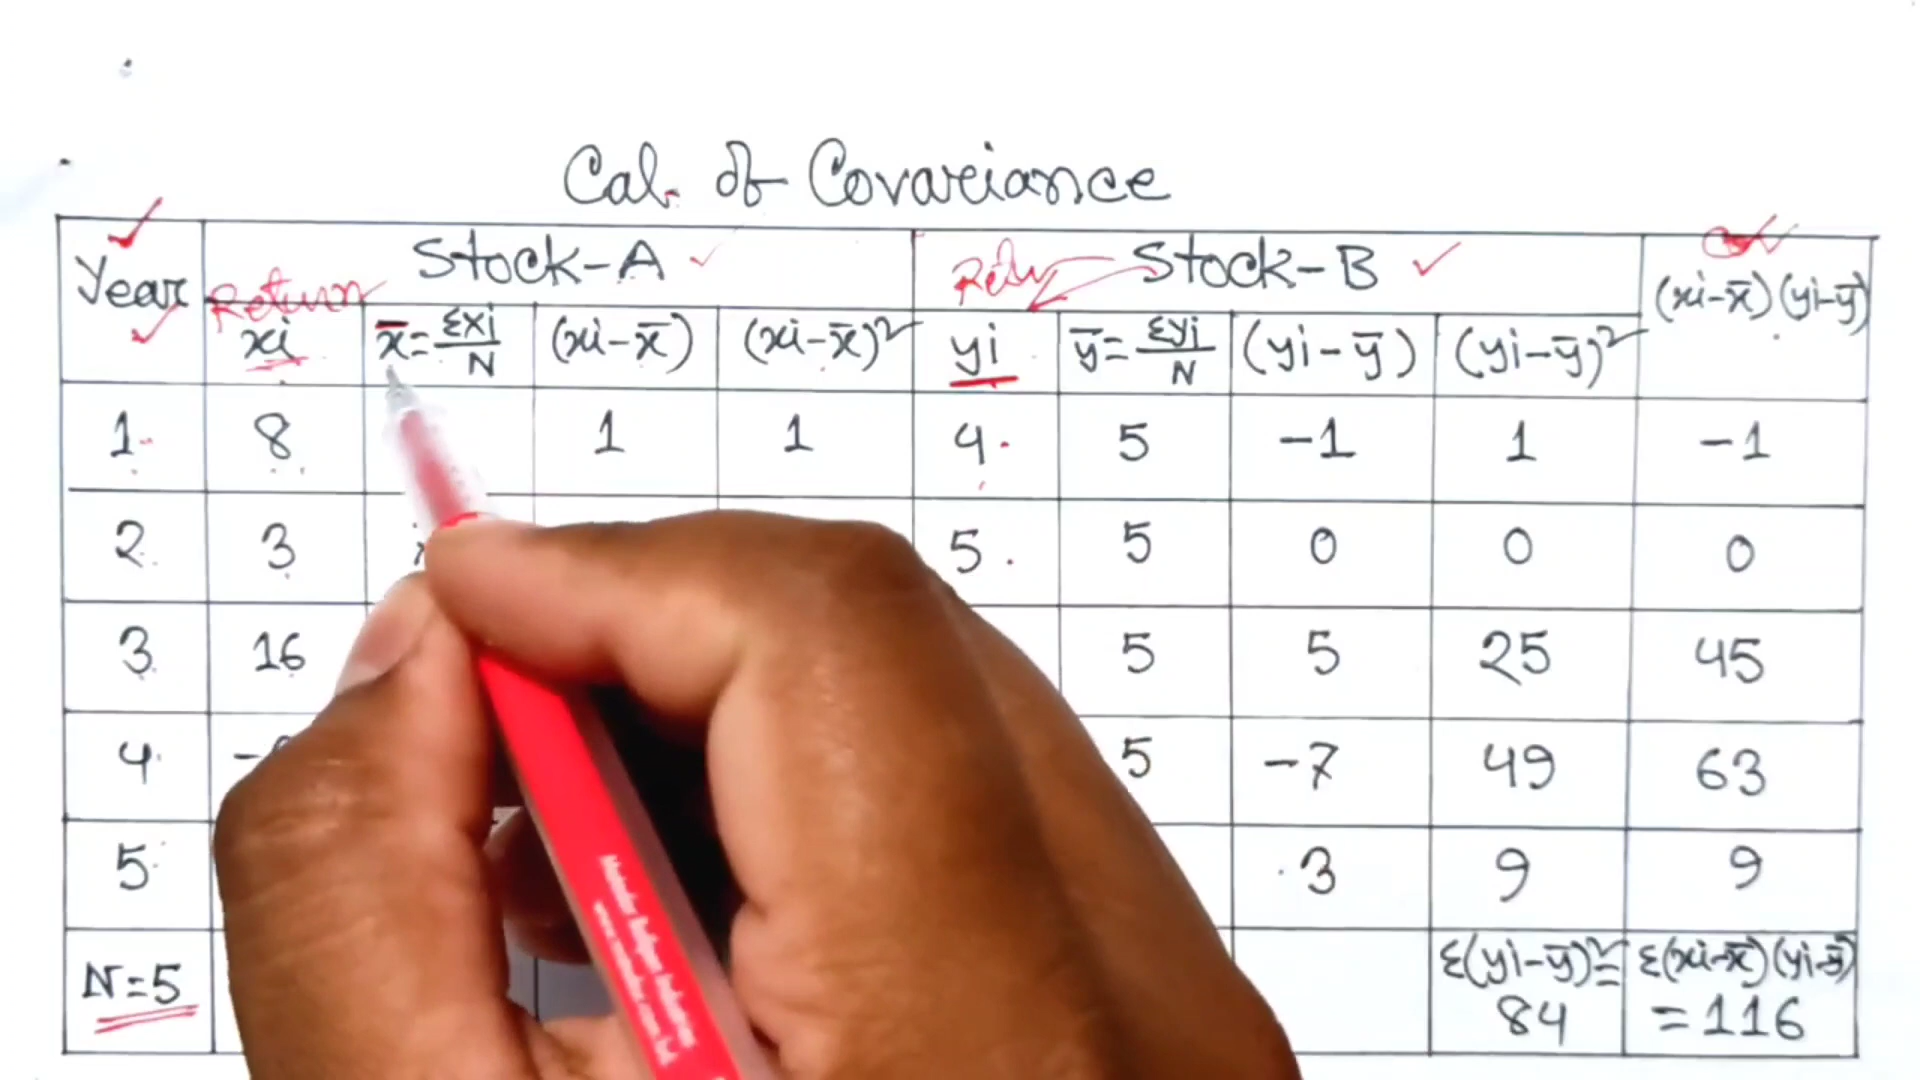 Cal. of Covariance
Year Stock-A Stock-B (xi-x̅)(yi-y̅)
Return
xi x̅=Σxi/N (xi-x̅) (xi-x̅)² yi y̅=Σyi/N (yi-y̅) (yi-y̅)²
1 8 1 1 4 5 -1 1 -1
2 3 5 5 0 0 0
3 16 5 5 25 45
4 5 -7 49 63
5 3 9 9
N=5 Σ(yi-y̅)²= Σ(xi-x̅)(yi-y̅)
84 =116